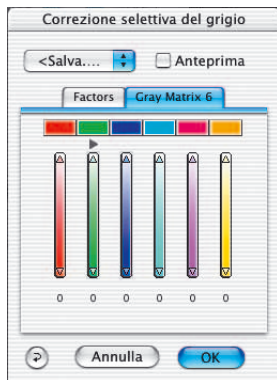 Correzione selettiva del grigio
<Salva.... Anteprima
Factors Gray Matrix 6
0 0 0 0 0 0
Annulla OK